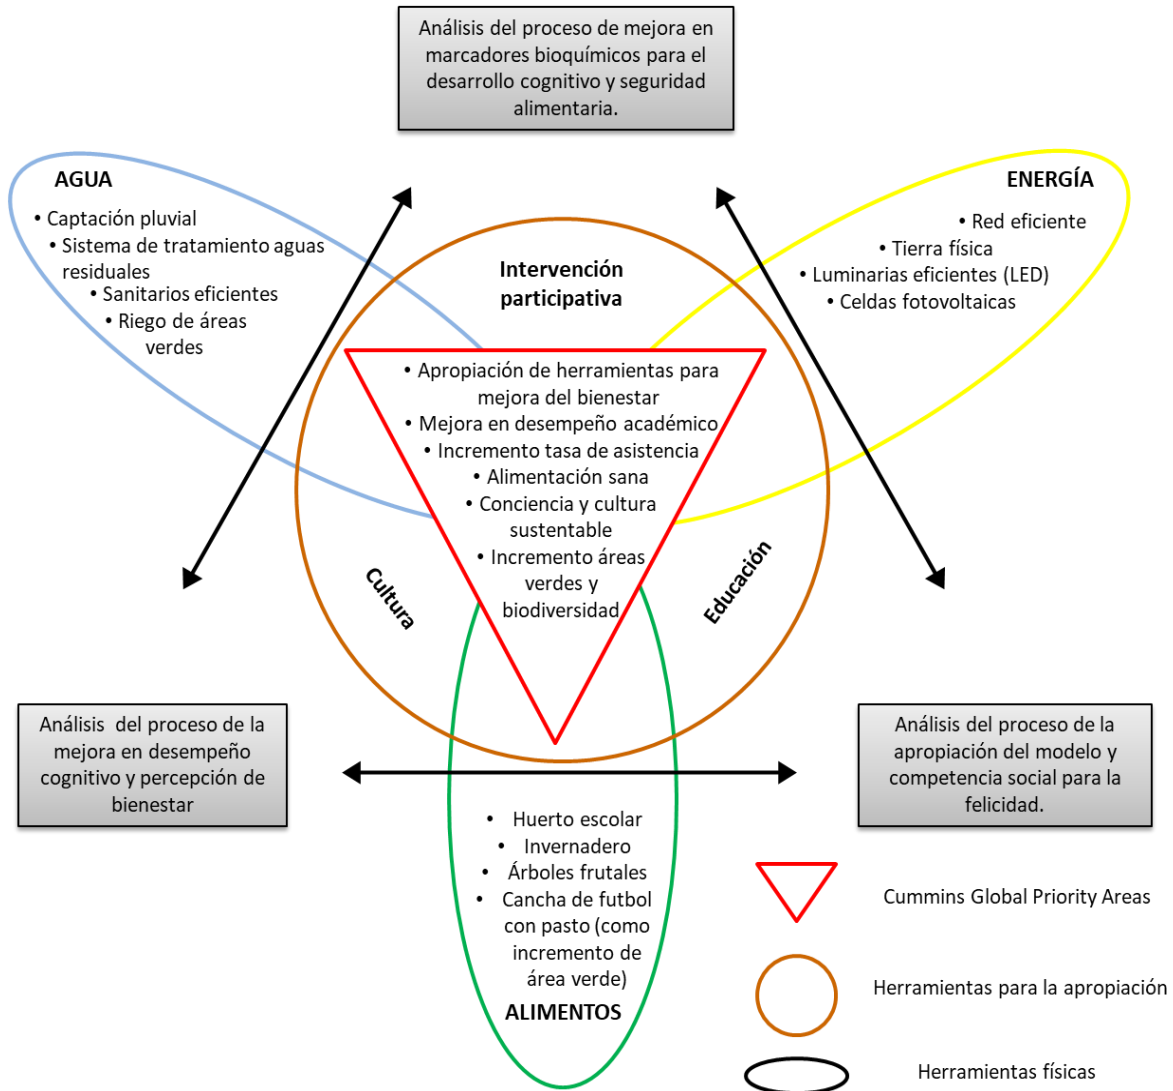 Análisis del proceso de mejora en
marcadores bioquímicos para el
desarrollo cognitivo y seguridad
alimentaria.
AGUA
• Captación pluvial
• Sistema de tratamiento aguas
residuales
• Sanitarios eficientes
• Riego de áreas
verdes
ENERGÍA
• Red eficiente
• Tierra física
• Luminarias eficientes (LED)
• Celdas fotovoltaicas
Intervención
participativa
• Apropiación de herramientas para
mejora del bienestar
• Mejora en desempeño académico
• Incremento tasa de asistencia
• Alimentación sana
• Conciencia y cultura
sustentable
• Incremento áreas
verdes y
biodiversidad
Cultura
Educación
Análisis del proceso de la
mejora en desempeño
cognitivo y percepción de
bienestar
Análisis del proceso de la
apropiación del modelo y
competencia social para la
felicidad.
• Huerto escolar
• Invernadero
• Árboles frutales
• Cancha de futbol
con pasto (como
incremento de
área verde)
ALIMENTOS
Cummins Global Priority Areas
Herramientas para la apropiación
Herramientas físicas